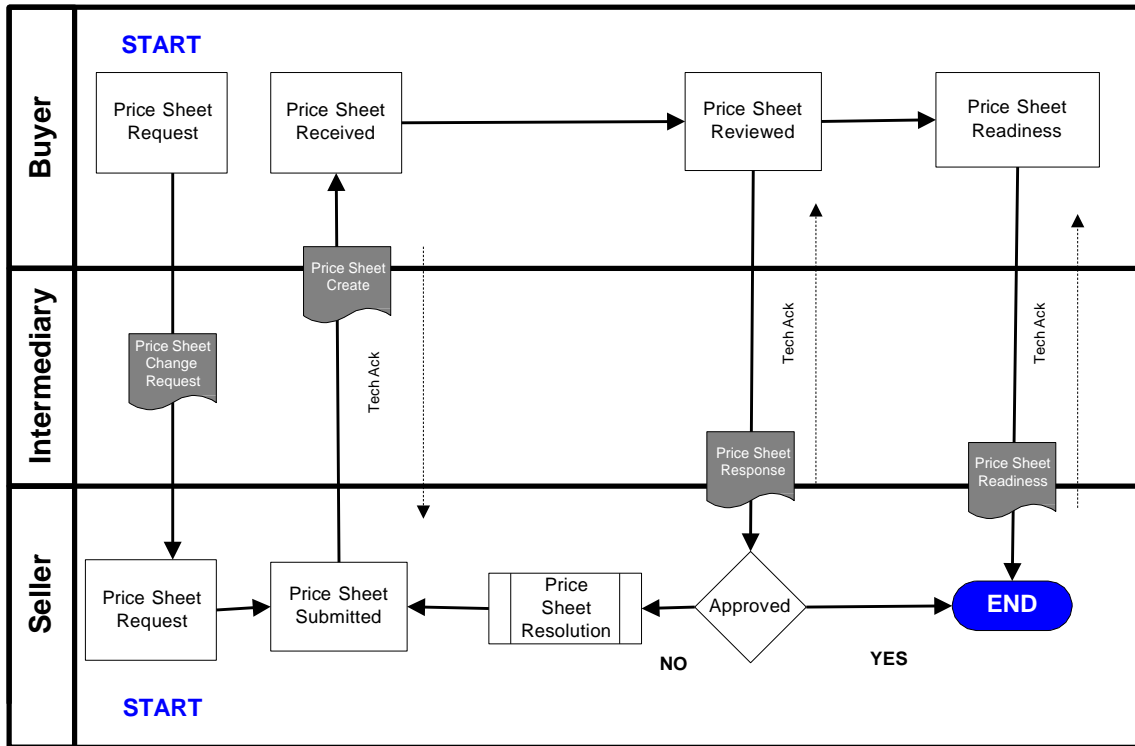 Buyer
START
Price Sheet
Request
Price Sheet
Received
Price Sheet
Reviewed
Price Sheet
Readiness
Intermediary
Price Sheet
Create
Price Sheet
Change
Request
Tech Ack
Tech Ack
Tech Ack
Price Sheet
Response
Price Sheet
Readiness
Seller
Price Sheet
Request
Price Sheet
Submitted
Price
Sheet
Resolution
Approved
END
NO
YES
START